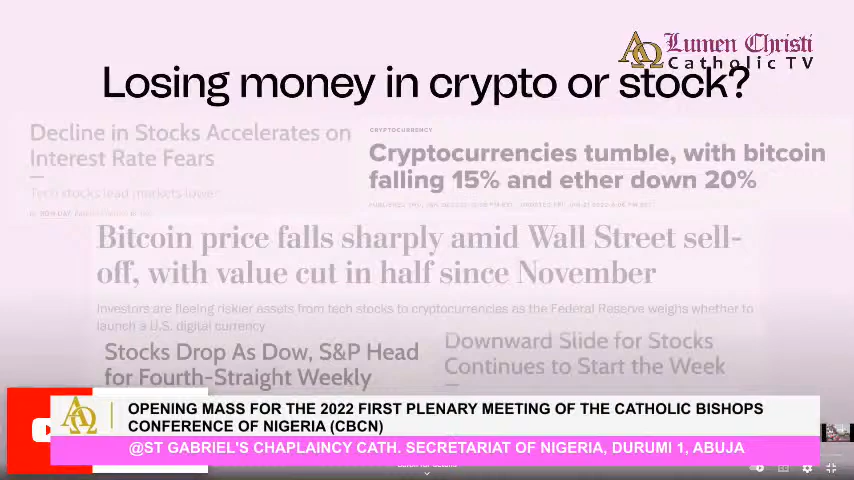 Lumen Christi
Catholic TV
Losing money in crypto or stock?
Decline in Stocks Accelerates on
Interest Rate Fears
Tech stocks lead markets lower
CRYPTOCURRENCY
Cryptocurrencies tumble, with bitcoin
falling 15% and ether down 20%
Bitcoin price falls sharply amid Wall Street sell-
off, with value cut in half since November
Investors are fleeing riskier assets from tech stocks to cryptocurrencies as the Federal Reserve weighs whether to
launch a U.S. digital currency
Stocks Drop As Dow, S&P Head
for Fourth-Straight Weekly
Downward Slide for Stocks
Continues to Start the Week
OPENING MASS FOR THE 2022 FIRST PLENARY MEETING OF THE CATHOLIC BISHOPS
CONFERENCE OF NIGERIA (CBCN)
@ST GABRIEL'S CHAPLAINCY CATH. SECRETARIAT OF NIGERIA, DURUMI 1, ABUJA